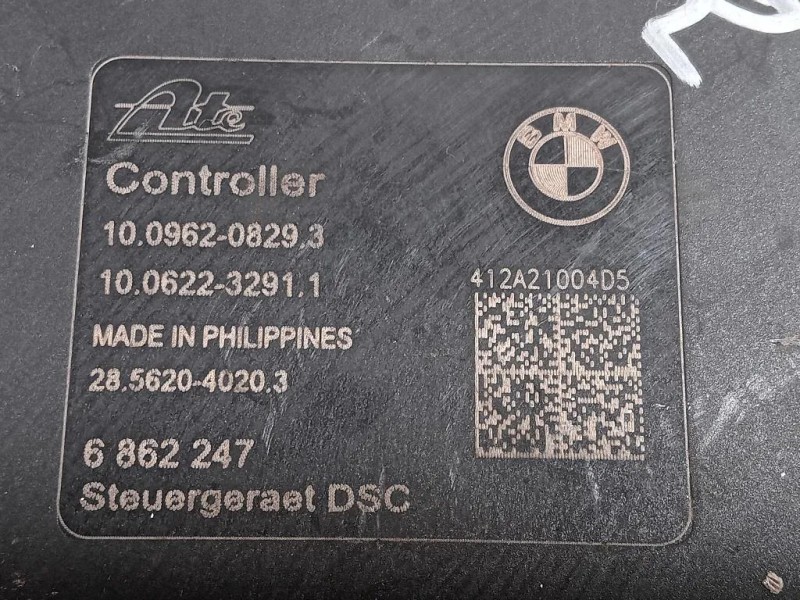 Ate
BMW
Controller
10.0962-0829.3
10.0622-3291.1
412A21004D5
MADE IN PHILIPPINES
28.5620-4020.3
6 862 247
Steuergeraet DSC